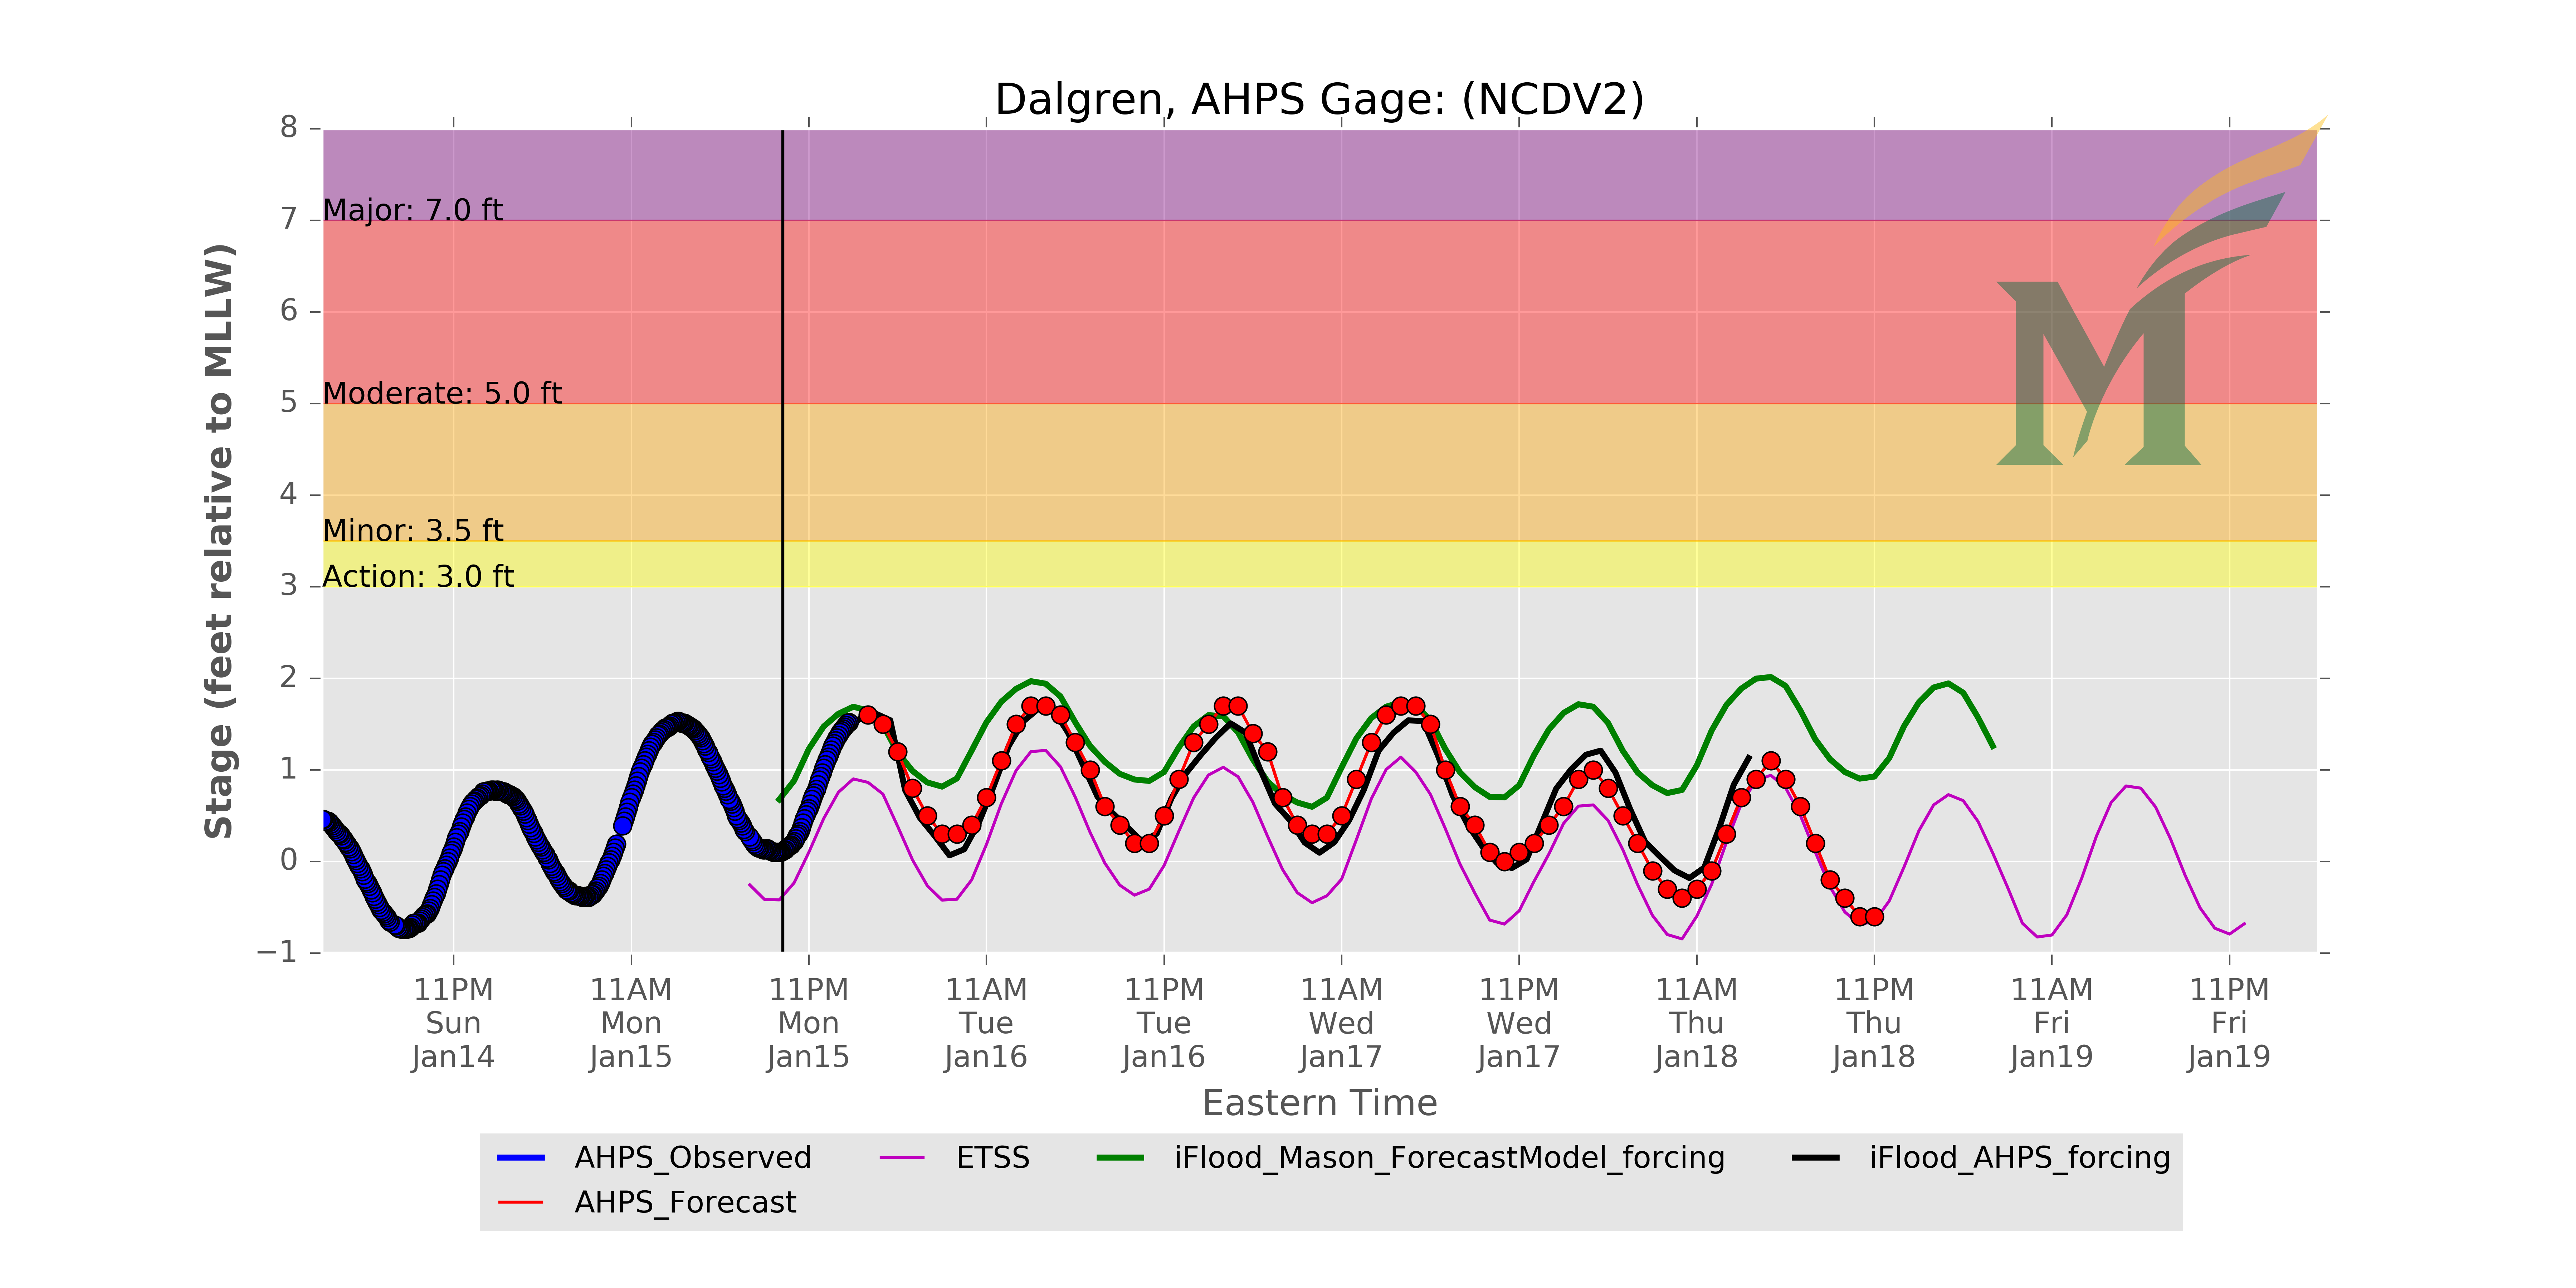 Dalgren, AHPS Gage: (NCDV2)
8
7
6
5
4
3
2
1
0
−1
Stage (feet relative to MLLW)
Major: 7.0 ft
Moderate: 5.0 ft
Minor: 3.5 ft
Action: 3.0 ft
M
11PM
Sun
Jan14
11AM
Mon
Jan15
11PM
Mon
Jan15
11AM
Tue
Jan16
11PM
Tue
Jan16
11AM
Wed
Jan17
11PM
Wed
Jan17
11AM
Thu
Jan18
11PM
Thu
Jan18
11AM
Fri
Jan19
11PM
Fri
Jan19
Eastern Time
AHPS_Observed
AHPS_Forecast
ETSS
iFlood_Mason_ForecastModel_forcing
iFlood_AHPS_forcing